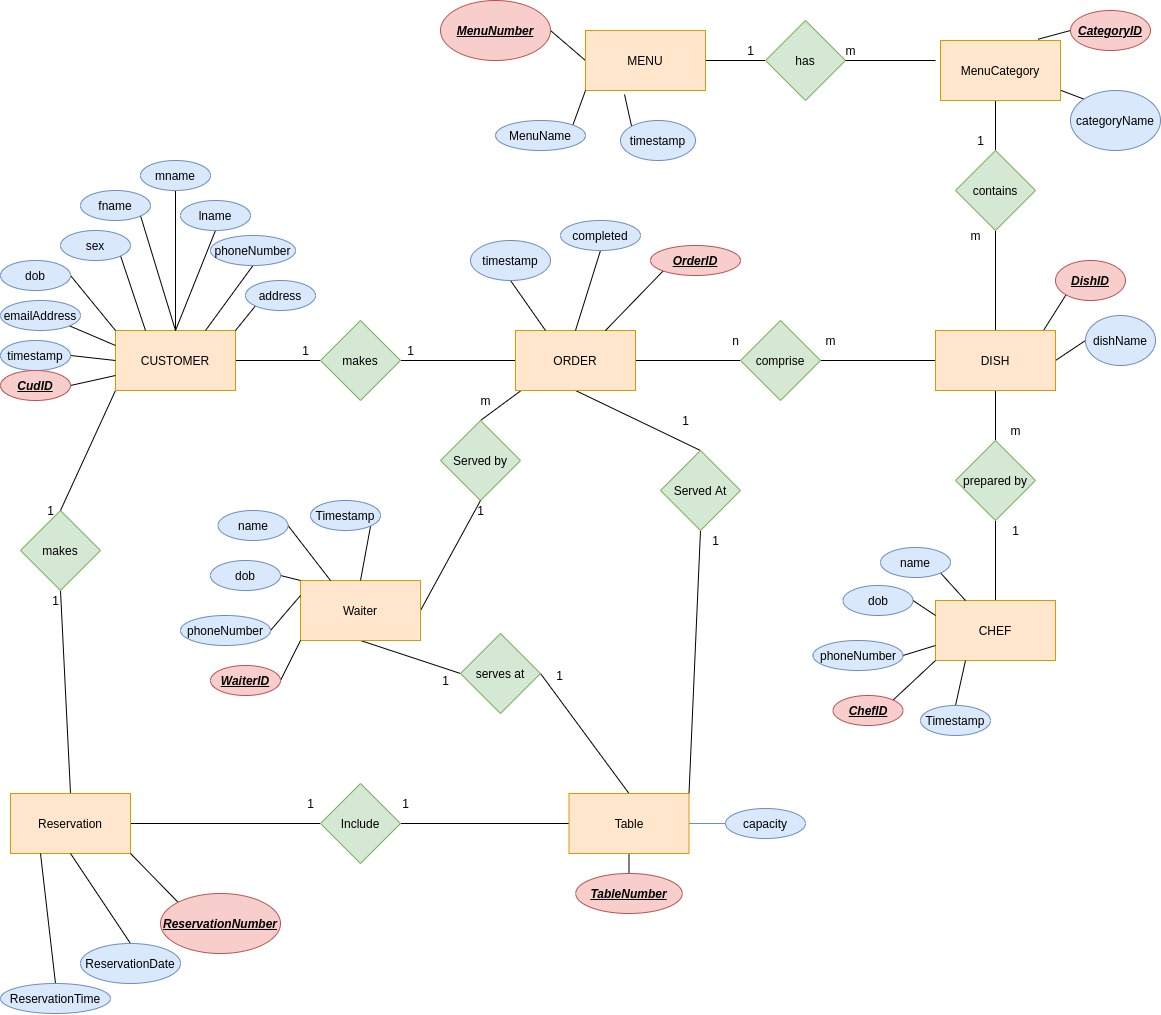 MenuNumber
MENU
1
has
m
MenuCategory
CategoryID
categoryName
MenuName
timestamp
1
contains
m
mname
fname
lname
sex
phoneNumber
dob
address
emailAddress
timestamp
CudID
CUSTOMER
1
makes
1
timestamp
completed
OrderID
ORDER
n
comprise
m
DISH
DishID
dishName
m
Served by
1
1
Served At
1
m
prepared by
1
1
makes
1
name
Timestamp
dob
phoneNumber
WaiterID
Waiter
1
serves at
1
name
dob
phoneNumber
ChefID
Timestamp
CHEF
Reservation
1
Include
1
Table
capacity
TableNumber
ReservationNumber
ReservationDate
ReservationTime